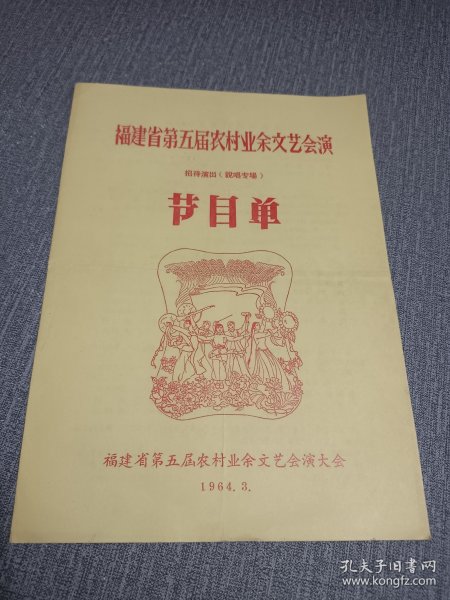 福建省第五届农村业余文艺会演
招待演出（說唱专場）
节目单
福建省第五届农村业余文艺会演大会
1964.3.
孔夫子旧书网
www.kongfz.com